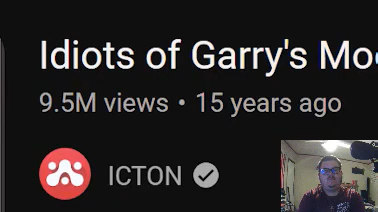 Idiots of Garry's Mo
9.5M views • 15 years ago
ICTON